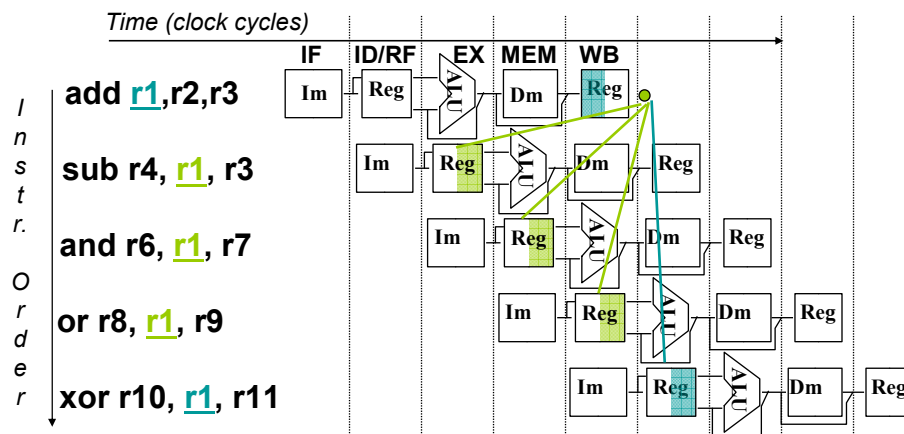 Time (clock cycles)
IF ID/RF EX MEM WB
Instr. Order
add r1,r2,r3
Im Reg ALU Dm Reg
sub r4, r1, r3
Im Reg ALU Dm Reg
and r6, r1, r7
Im Reg ALU Dm Reg
or r8, r1, r9
Im Reg ALU Dm Reg
xor r10, r1, r11
Im Reg ALU Dm Reg